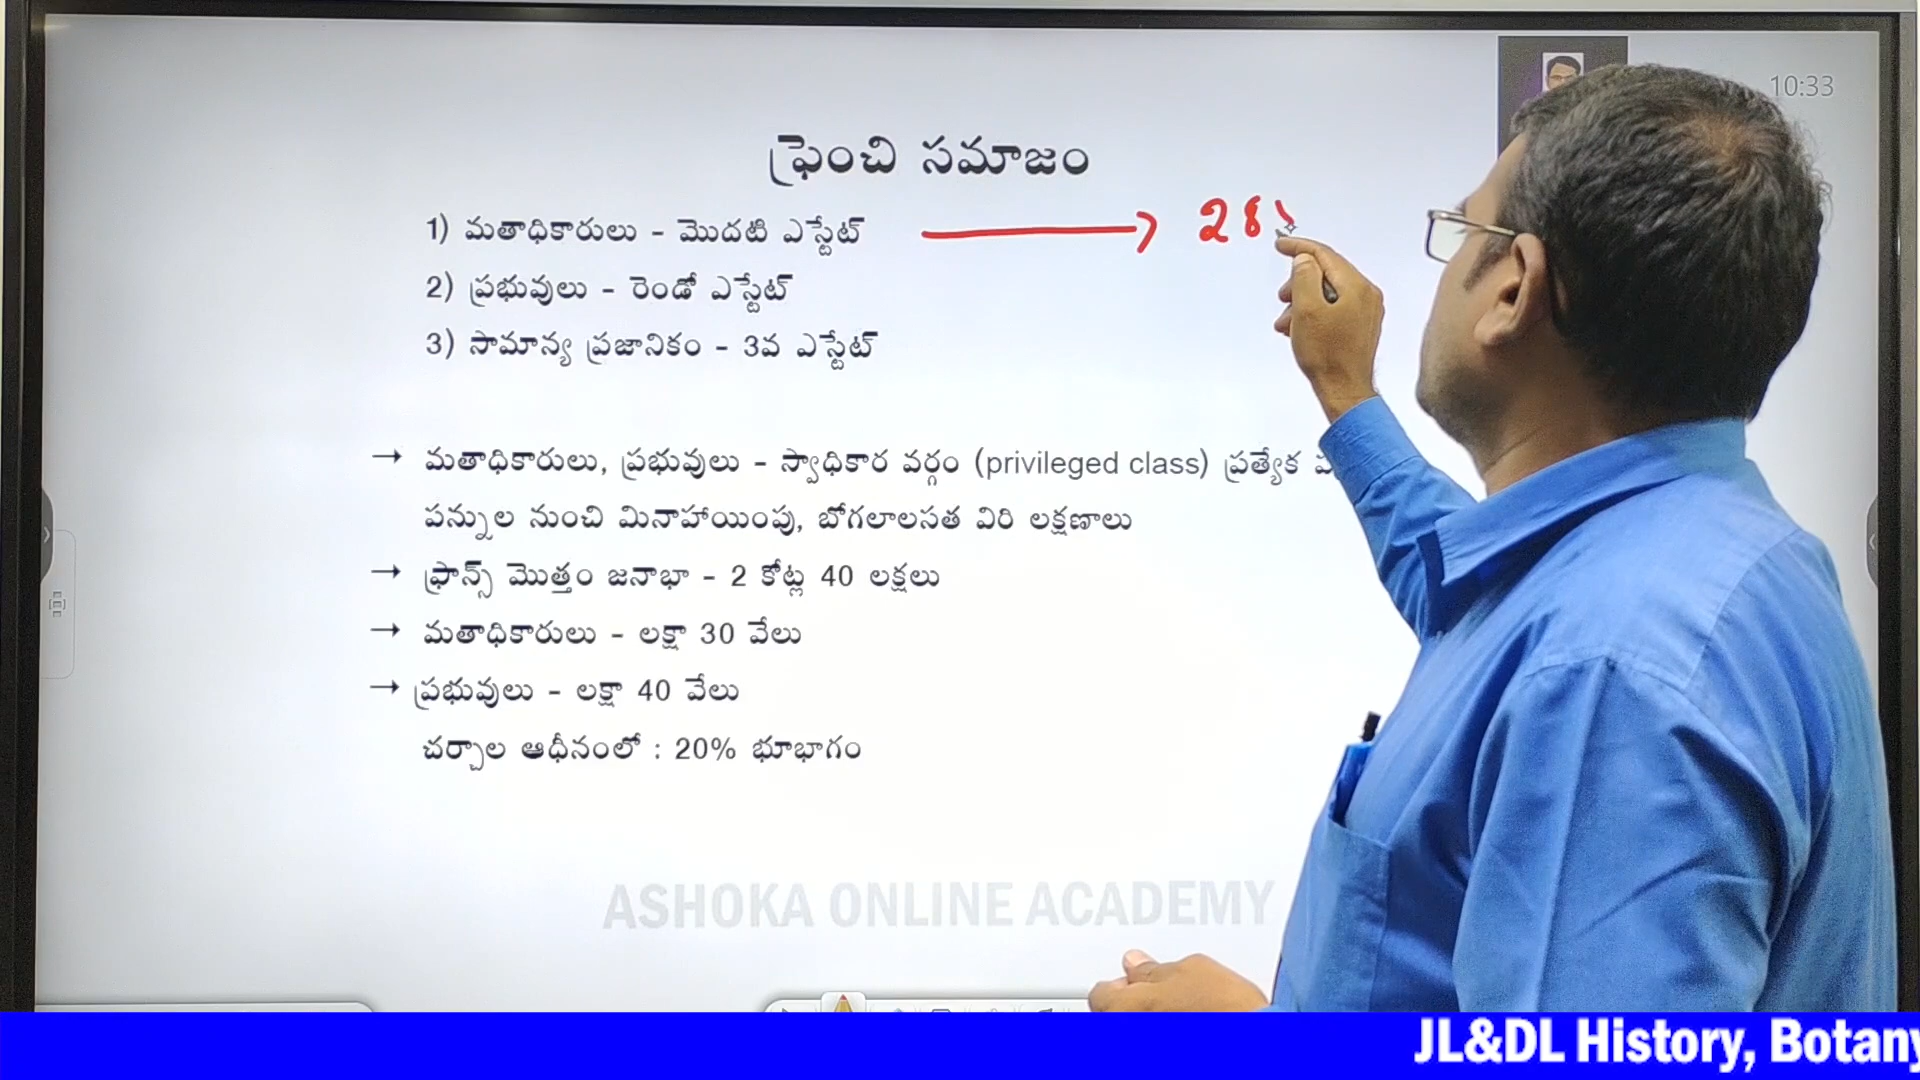 10:33
ఫ్రెంచి సమాజం
1) మతాధికారులు - మొదటి ఎస్టేట్ → 28
2) ప్రభువులు - రెండో ఎస్టేట్
3) సామాన్య ప్రజానికం - 3వ ఎస్టేట్
→ మతాధికారులు, ప్రభువులు - స్వాధికార వర్గం (privileged class) ప్రత్యేక
పన్నుల నుంచి మినాహాయింపు, బోగలాలసత విరి లక్షణాలు
→ ఫ్రాన్స్ మొత్తం జనాభా - 2 కోట్ల 40 లక్షలు
→ మతాధికారులు - లక్షా 30 వేలు
→ ప్రభువులు - లక్షా 40 వేలు
చర్చాల ఆధీనంలో : 20% భూభాగం
ASHOKA ONLINE ACADEMY
JL&DL History, Botany